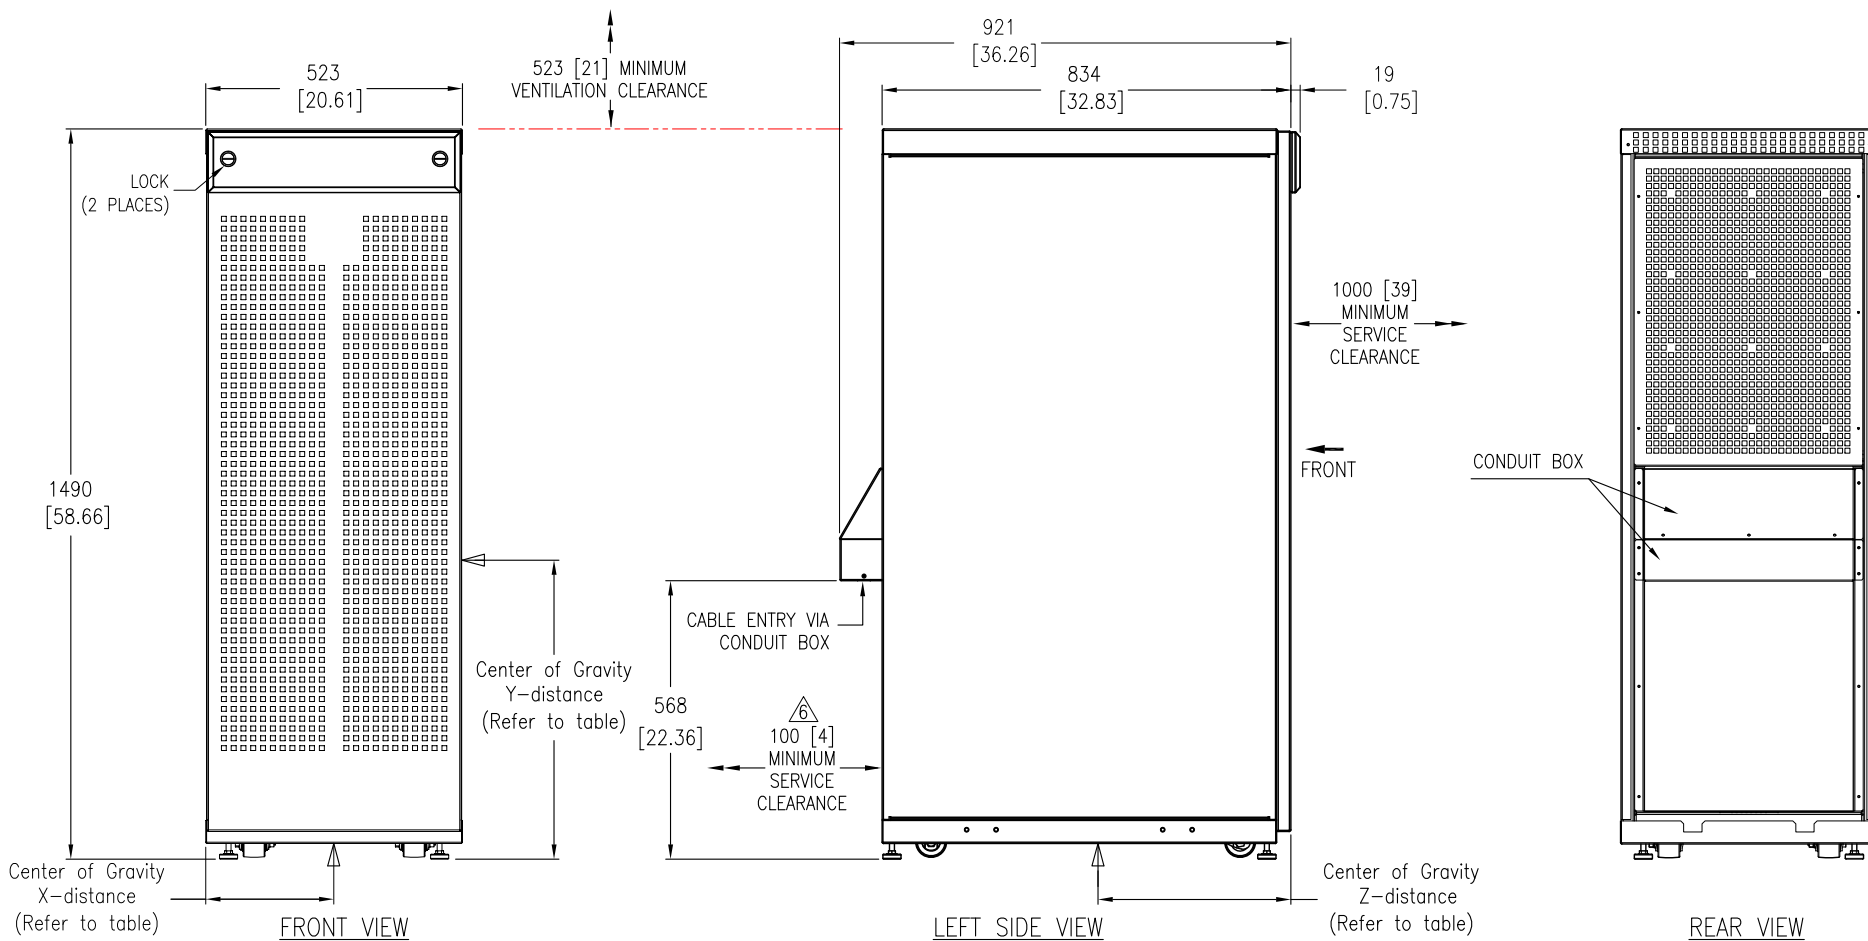 523
[20.61]
523 [21] MINIMUM
VENTILATION CLEARANCE
921
[36.26]
834
[32.83]
19
[0.75]
LOCK
(2 PLACES)
1000 [39]
MINIMUM
SERVICE
CLEARANCE
FRONT
CONDUIT BOX
1490
[58.66]
CABLE ENTRY VIA
CONDUIT BOX
Center of Gravity
Y-distance
(Refer to table)
568
[22.36]
6
100 [4]
MINIMUM
SERVICE
CLEARANCE
Center of Gravity
X-distance
(Refer to table)
Center of Gravity
Z-distance
(Refer to table)
FRONT VIEW
LEFT SIDE VIEW
REAR VIEW